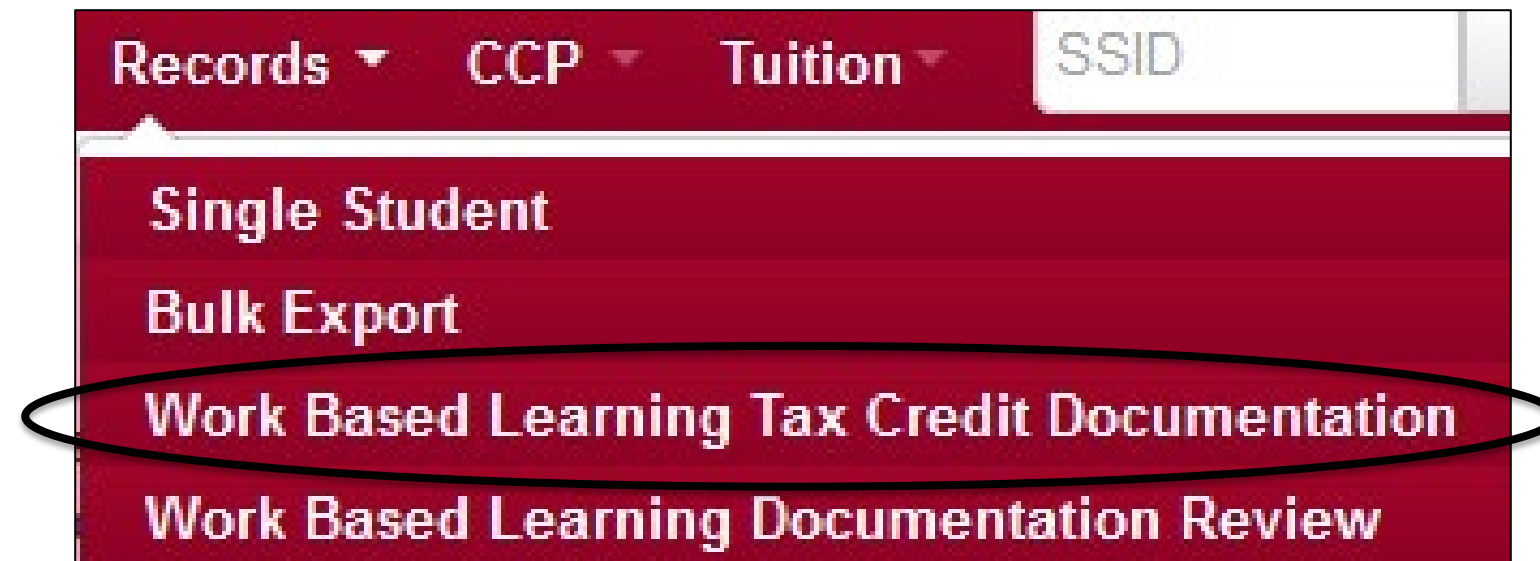 Records CCP Tuition SSID
Single Student
Bulk Export
Work Based Learning Tax Credit Documentation
Work Based Learning Documentation Review